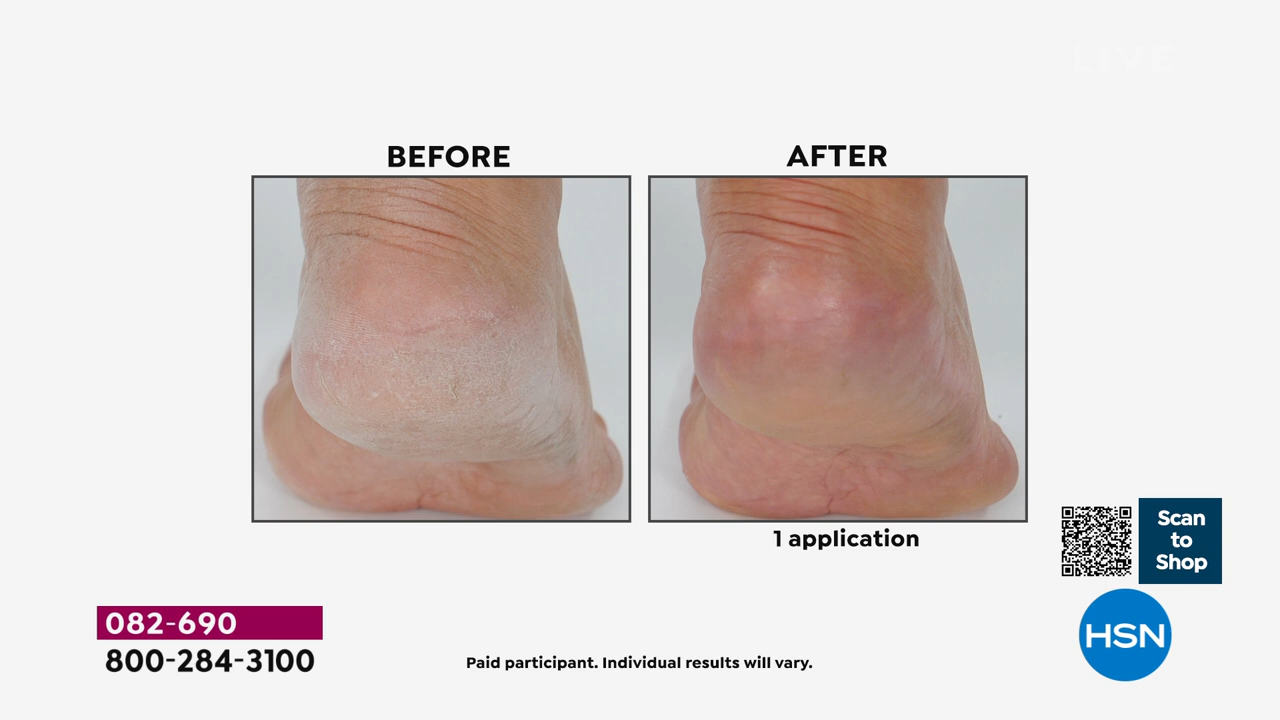 LIVE
BEFORE
AFTER
1 application
Scan
to
Shop
082-690
800-284-3100
Paid participant. Individual results will vary.
HSN